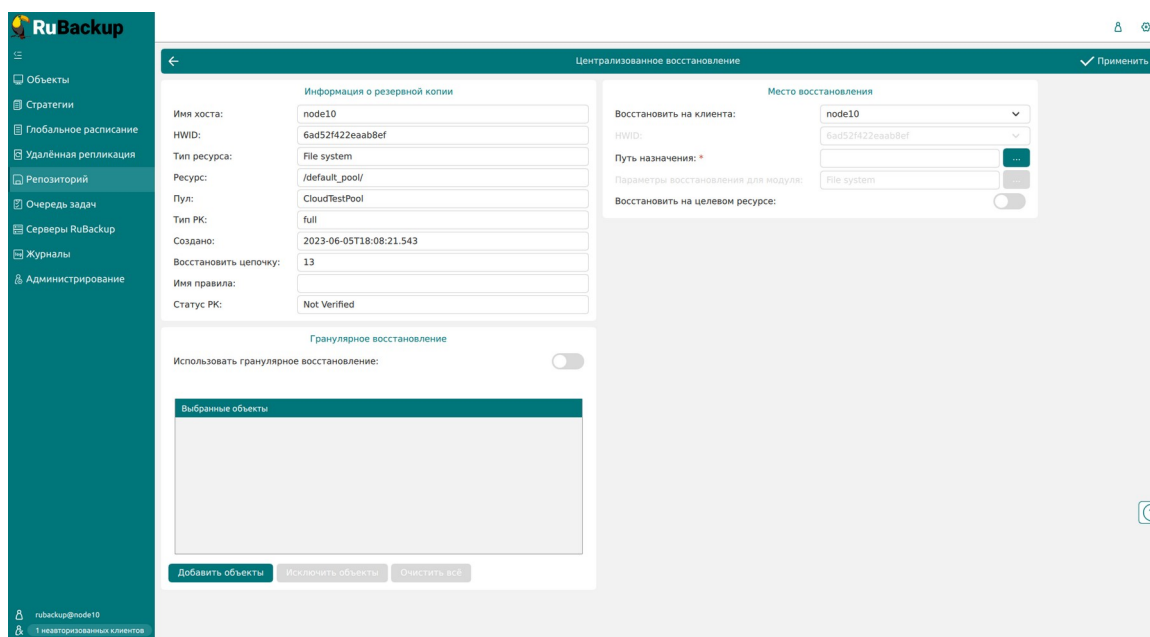 RuBackup
Объекты
Стратегии
Глобальное расписание
Удалённая репликация
Репозиторий
Очередь задач
Серверы RuBackup
Журналы
Администрирование
rubackup@node10
1 неавторизованных клиентов
Централизованное восстановление
Применить
Информация о резервной копии
Имя хоста: node10
HWID: 6ad52f422eaab8ef
Тип ресурса: File system
Ресурс: /default_pool/
Пул: CloudTestPool
Тип РК: full
Создано: 2023-06-05T18:08:21.543
Восстановить цепочку: 13
Имя правила:
Статус РК: Not Verified
Гранулярное восстановление
Использовать гранулярное восстановление:
Выбранные объекты
Добавить объекты Исключить объекты Очистить всё
Место восстановления
Восстановить на клиента: node10
HWID: 6ad52f422eaab8ef
Путь назначения: * ...
Параметры восстановления для модуля: File system ...
Восстановить на целевом ресурсе: